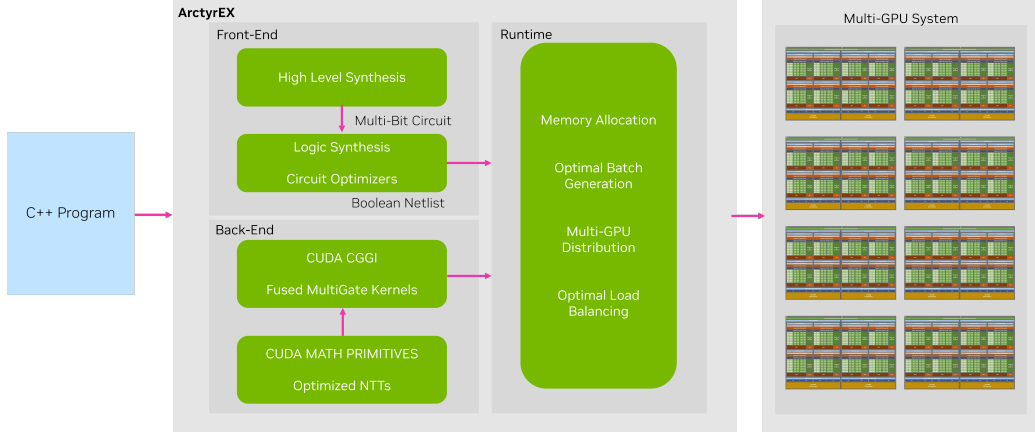 ArctyrEX
Front-End
High Level Synthesis
Multi-Bit Circuit
Logic Synthesis
Circuit Optimizers
Boolean Netlist
Back-End
CUDA CGGI
Fused MultiGate Kernels
CUDA MATH PRIMITIVES
Optimized NTTs
C++ Program
Runtime
Memory Allocation
Optimal Batch
Generation
Multi-GPU
Distribution
Optimal Load
Balancing
Multi-GPU System